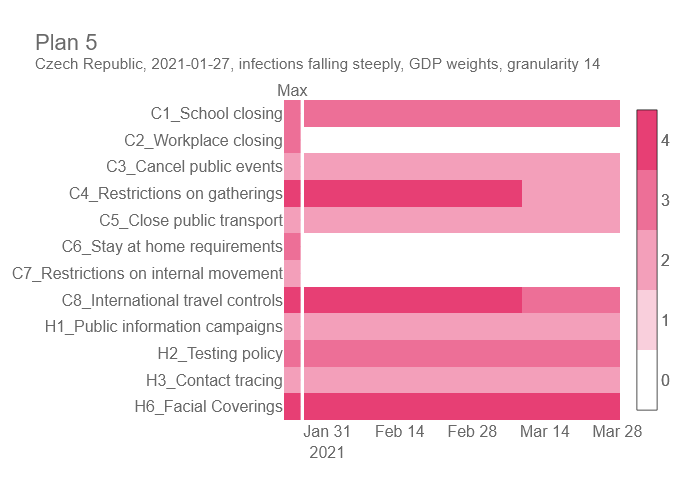 Plan 5
Czech Republic, 2021-01-27, infections falling steeply, GDP weights, granularity 14
Max
C1_School closing
C2_Workplace closing
C3_Cancel public events
C4_Restrictions on gatherings
C5_Close public transport
C6_Stay at home requirements
C7_Restrictions on internal movement
C8_International travel controls
H1_Public information campaigns
H2_Testing policy
H3_Contact tracing
H6_Facial Coverings
4
3
2
1
0
Jan 31 Feb 14 Feb 28 Mar 14 Mar 28
2021